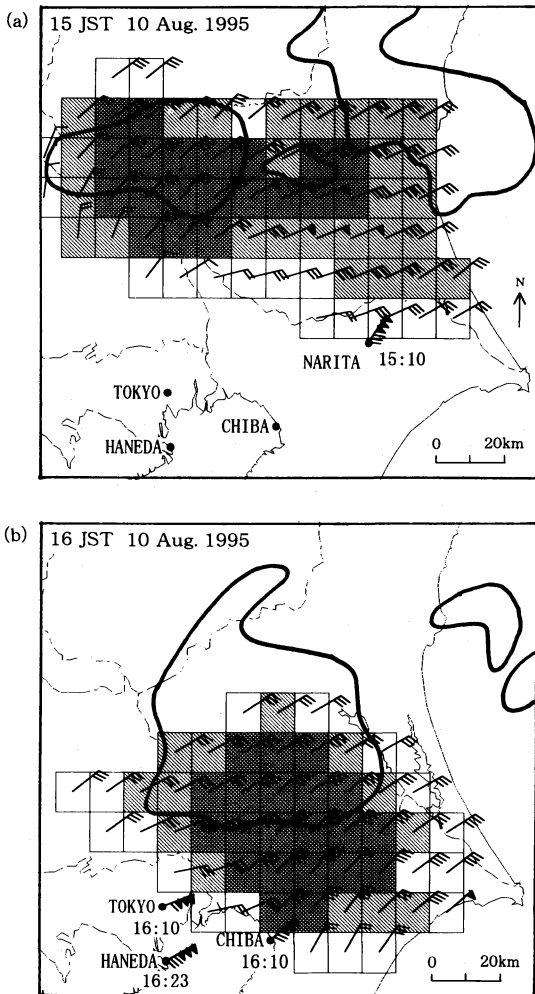 (a)
15 JST 10 Aug. 1995
N
NARITA 15:10
TOKYO
CHIBA
HANEDA
0 20km
(b)
16 JST 10 Aug. 1995
TOKYO
16:10
CHIBA
HANEDA
16:10
16:23
0 20km